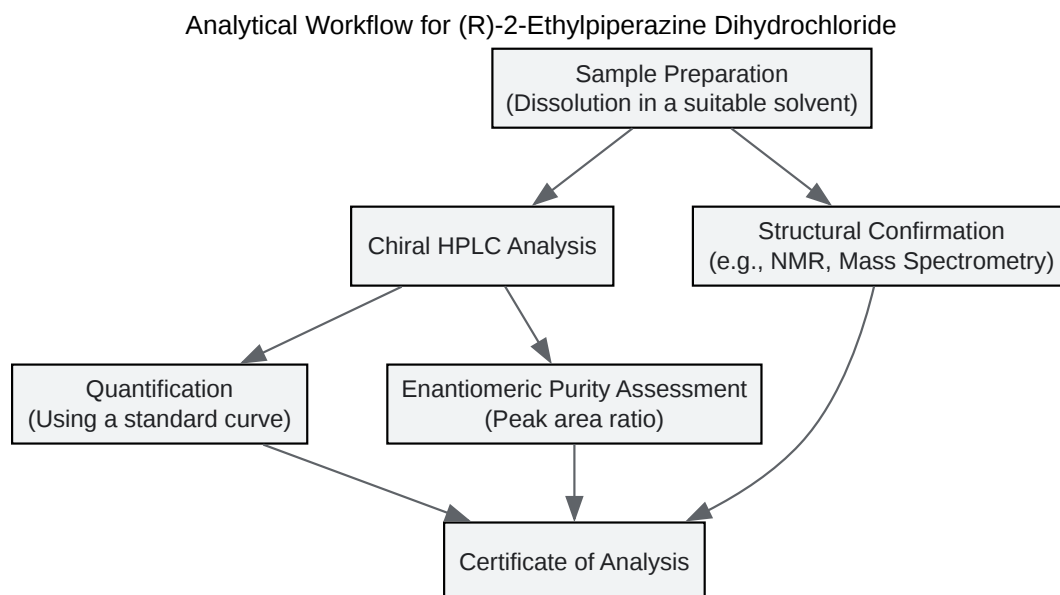 Analytical Workflow for (R)-2-Ethylpiperazine Dihydrochloride
Sample Preparation
(Dissolution in a suitable solvent)
Chiral HPLC Analysis
Structural Confirmation
(e.g., NMR, Mass Spectrometry)
Quantification
(Using a standard curve)
Enantiomeric Purity Assessment
(Peak area ratio)
Certificate of Analysis